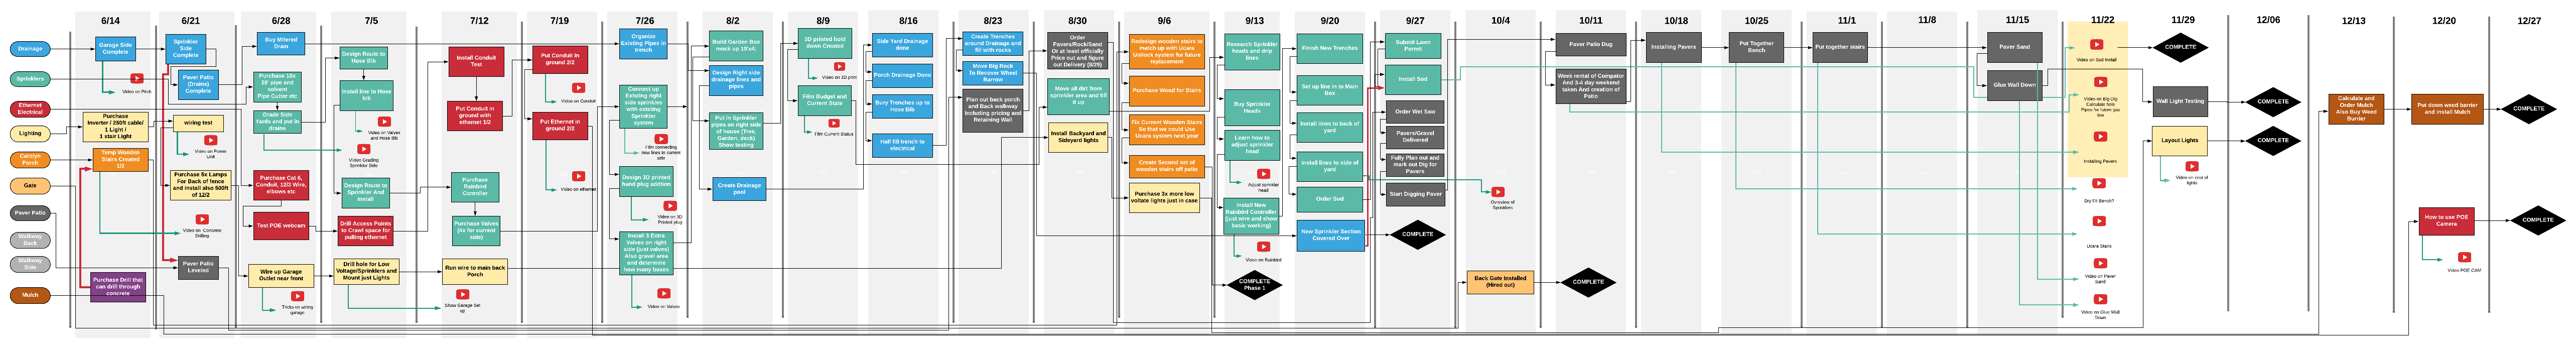 6/14
6/21
6/28
7/5
7/12
7/19
7/26
8/2
8/9
8/16
8/23
8/30
9/6
9/13
9/20
9/27
10/4
10/11
10/18
10/25
11/1
11/8
11/15
11/22
11/29
12/06
12/13
12/20
12/27
Drainage
Sprinklers
Ethernet
Electrical
Lighting
Carolyn
Porch
Gate
Paver Patio
Walkway
Back
Walkway
Side
Mulch
Garage Side
Complete
Video on Pitch
Purchase
Inverter / 250ft cable/
1 Light /
1 stair Light
Temp Wooden
Stairs Created
1/2
Purchase Drill that
can drill through
concrete
Sprinkler
Side
Complete
Paver Patio
(Drains)
Complete
wiring test
Video on Power
Unit
Purchase 5x Lamps
For Back of fence
and install also 500ft
of 12/2
Video on Concrete
Drilling
Paver Patio
Leveled
Buy Mitered
Drain
Purchase 10x
10' pipe and
solvent
Pipe Cutter etc
Grade Side
Yards and put in
drains
Purchase Cat 6,
Conduit, 12/3 Wire,
elbows etc
Test POE webcam
Wire up Garage
Outlet near front
Tricks on wiring
garage
Design Route to
Hose Bib
Install line to Hose
bib
Video on Valves
and Hose Bib
Video Grading
Sprinkler Side
Design Route to
Sprinkler And
install
Drill Access Points
to Crawl space for
pulling ethernet
Drill hole for Low
Voltage/Sprinklers and
Mount just Lights
Install Conduit
Test
Put Conduit in
ground with
ethernet 1/2
Purchase
Rainbird
Controller
Purchase Valves
(4x for current
side)
Run wire to main back
Porch
Show Garage Set
up
Put Conduit In
ground 2/2
Video on Conduit
Put Ethernet in
ground 2/2
Video on ethernet
Organize
Existing Pipes in
trench
Connect up
Existing right
side sprinkles
with existing
Sprinkler
system
Film connecting
new lines to current
side
Design 3D printed
hand plug addition
Video on 3D
Printed plug
Install 3 Extra
Valves on right
side (just valves)
Also gravel area
and determine
how many boxes
Video on Valves
Build Garden Box
mock up 10'x4;
Design Right side
drainage lines and
pipes
Put in Sprinkler
pipes on right side
of house (Tree,
Garden, deck)
Show testing
Create Drainage
pool
3D printed hold
down Created
Video on 3D print
Film Budget and
Current State
Film Current Status
Side Yard Drainage
done
Porch Drainage Done
Bury Trenches up to
Hose Bib
Half fill trench to
electrical
Create Trenches
around Drainage and
fill with rocks
Move Big Rock
To Recover Wheel
Barrow
Plan out back porch
and Back walkway
Including pricing and
Retaining Wall
Order
Pavers/Rock/Sand
Or at least officially
Price out and figure
out Delivery (8/29)
Move all dirt from
sprinkler area and till
it up
Install Backyard and
Sideyard lights
Redesign wooden stairs
to match up with Ucara
Unilock system for future
replacement
Purchase Wood for Stairs
Fix Current Wooden Stairs
So that we could Use
Ucara system next year
Create Second set of
wooden stairs off patio
Purchase 3x more low
voltate lights just in case
Research Sprinkler
heads and drip
lines
Buy Sprinkler
Heads
Learn how to
adjust sprinkler
head
Adjust sprinkler
head
Install New
Rainbird Controller
(just wire and show
basic working)
Video on Rainbird
COMPLETE
Phase 1
Finish New Trenches
Set up line in to Main
Box
Install lines to back of
yard
Install lines to side of
yard
Order Sod
New Sprinkler Section
Covered Over
Submit Learn
Permit
Install Sod
Order Wet Saw
Pavers/Gravel
Delivered
Fully Plan out and
mark out Dig for
Pavers
Start Digging Paver
COMPLETE
Overview of
Sprinklers
Back Gate Installed
(Hired out)
Paver Patio Dug
Week rental of Compator
And 3-4 day weekend
taken And creation of
Patio
COMPLETE
Installing Pavers
Put Together
Bench
Put together stairs
Paver Sand
Glue Wall Down
Video on Sod Install
Video on Big Dig
Installing Pavers
Dry Fit Bench?
Ucara Stairs
Video on Paver
Sand
Video on Glue Wall
Down
COMPLETE
Wall Light Testing
Layout Lights
Video on cost of
lights
COMPLETE
COMPLETE
Calculate and
Order Mulch
Also Buy Weed
Burrier
Put down weed barrier
and install Mulch
How to use POE
Camera
Video POE CAM
COMPLETE
COMPLETE